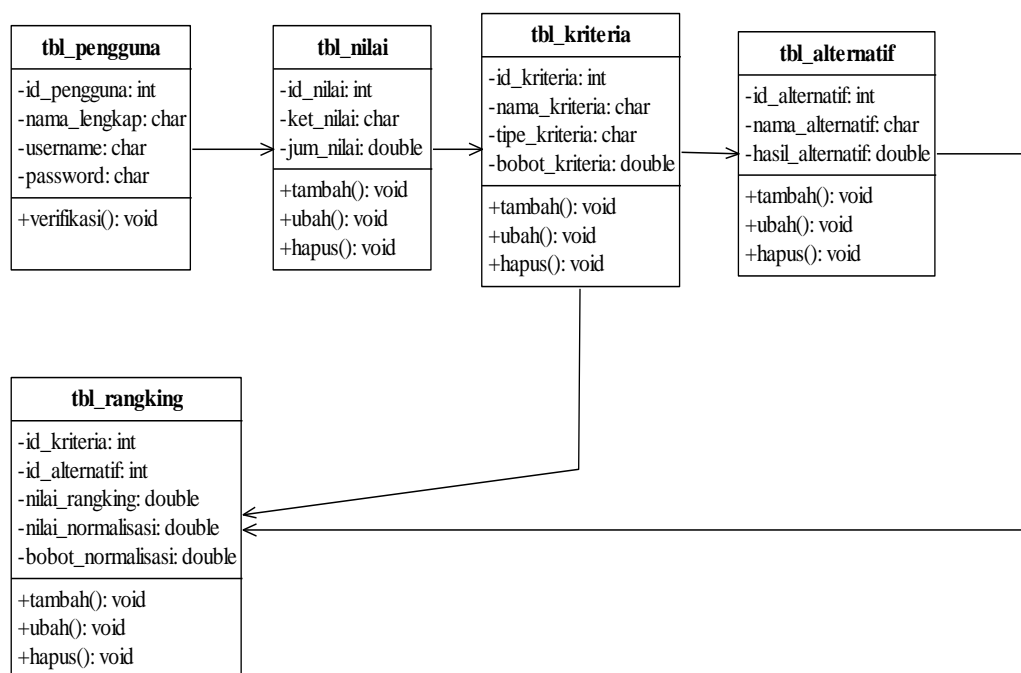 tbl_pengguna
-id_pengguna: int
-nama_lengkap: char
-username: char
-password: char
+verifikasi(): void
tbl_nilai
-id_nilai: int
-ket_nilai: char
-jum_nilai: double
+tambah(): void
+ubah(): void
+hapus(): void
tbl_kriteria
-id_kriteria: int
-nama_kriteria: char
-tipe_kriteria: char
-bobot_kriteria: double
+tambah(): void
+ubah(): void
+hapus(): void
tbl_alternatif
-id_alternatif: int
-nama_alternatif: char
-hasil_alternatif: double
+tambah(): void
+ubah(): void
+hapus(): void
tbl_rangking
-id_kriteria: int
-id_alternatif: int
-nilai_rangking: double
-nilai_normalisasi: double
-bobot_normalisasi: double
+tambah(): void
+ubah(): void
+hapus(): void